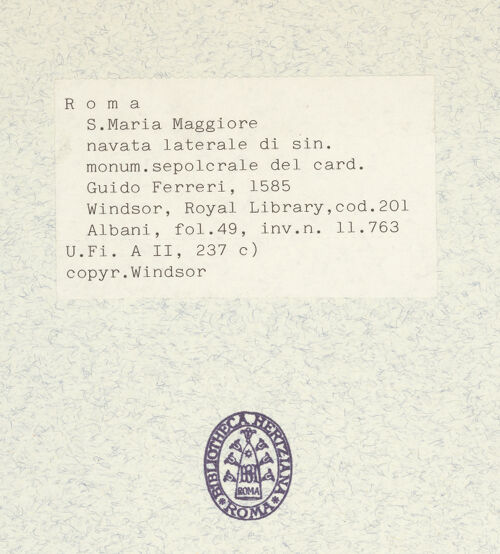 Roma
S.Maria Maggiore
navata laterale di sin.
monum.sepolcrale del card.
Guido Ferreri, 1585
Windsor, Royal Library,cod.201
Albani, fol.49, inv.n. 11.763
U.Fi. A II, 237 c)
copyr.Windsor
BIBLIOTHECA HERTZIANA
ROMA
ROMA